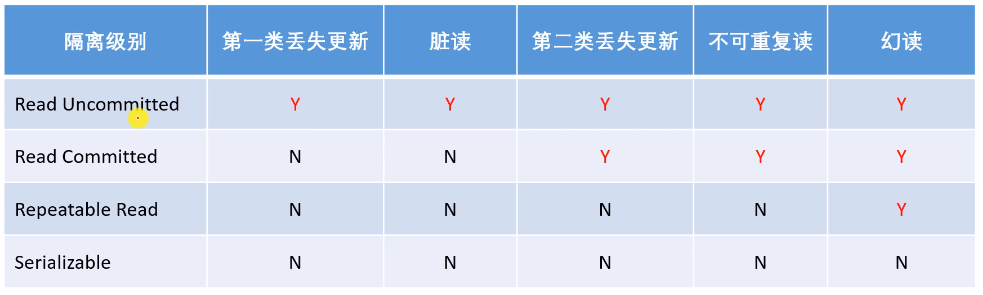 隔离级别 第一类丢失更新 脏读 第二类丢失更新 不可重复读 幻读
Read Uncommitted Y Y Y Y Y
Read Committed N N Y Y Y
Repeatable Read N N N N Y
Serializable N N N N N